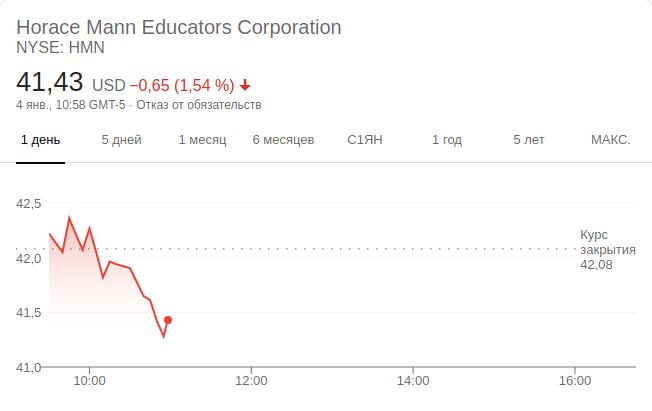 Horace Mann Educators Corporation
NYSE: HMN
41,43 USD −0,65 (1,54 %)
4 янв., 10:58 GMT-5 · Отказ от обязательств
1 день 5 дней 1 месяц 6 месяцев С1ЯН 1 год 5 лет МАКС.
42,5
Курс
закрытия
42,08
42,0
41,5
41,0
10:00 12:00 14:00 16:00